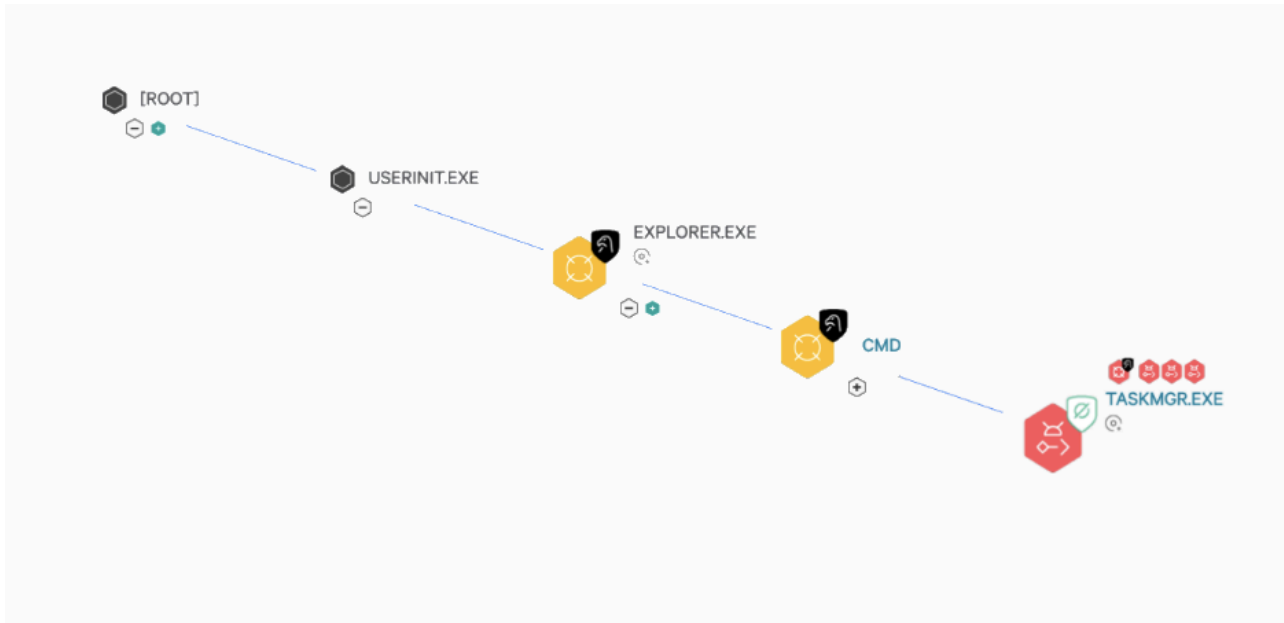 [ROOT]
USERINIT.EXE
EXPLORER.EXE
CMD
TASKMGR.EXE